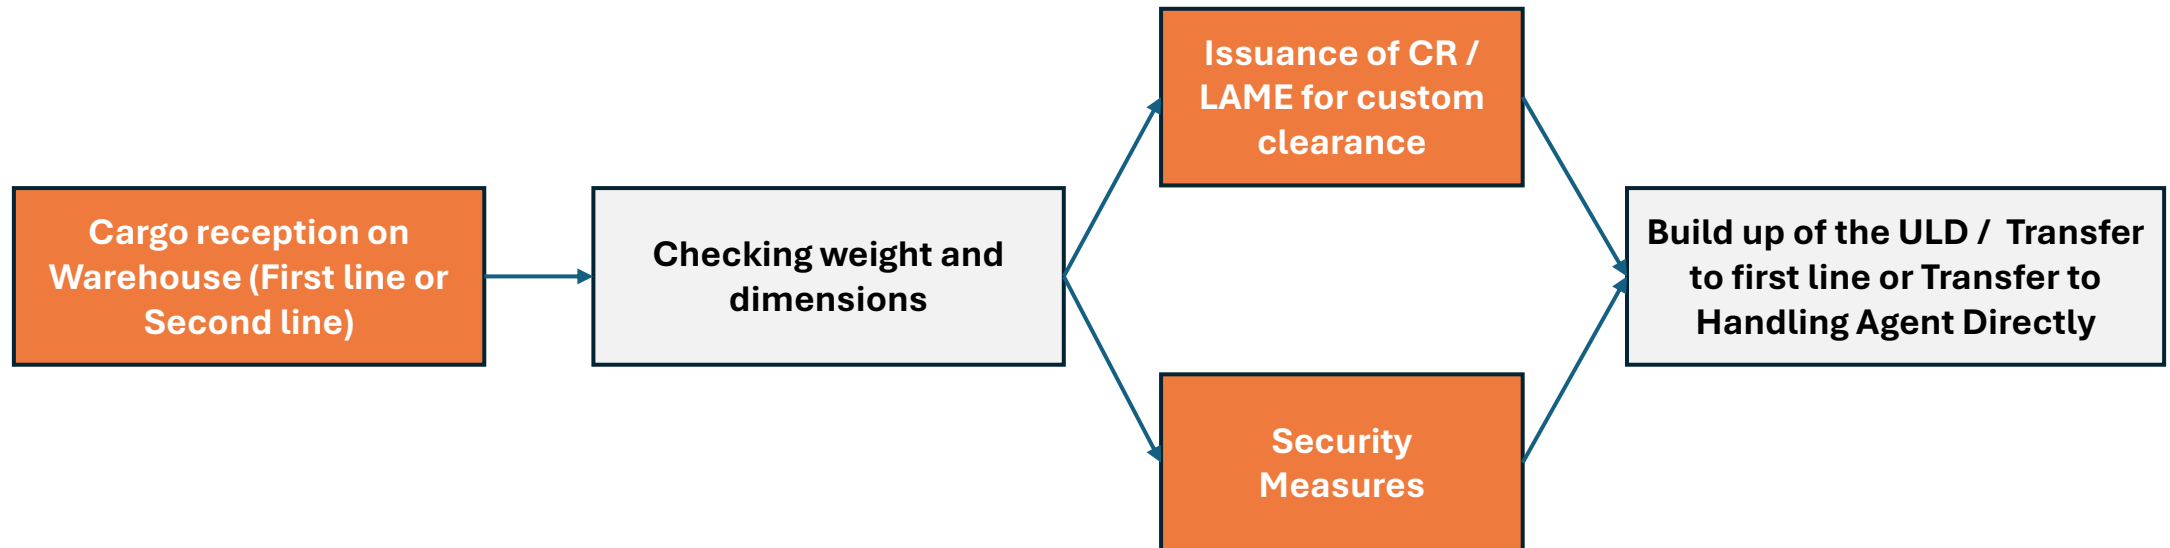 Cargo reception on
Warehouse (First line or
Second line)
Checking weight and
dimensions
Issuance of CR /
LAME for custom
clearance
Security
Measures
Build up of the ULD /  Transfer
to first line or Transfer to
Handling Agent Directly